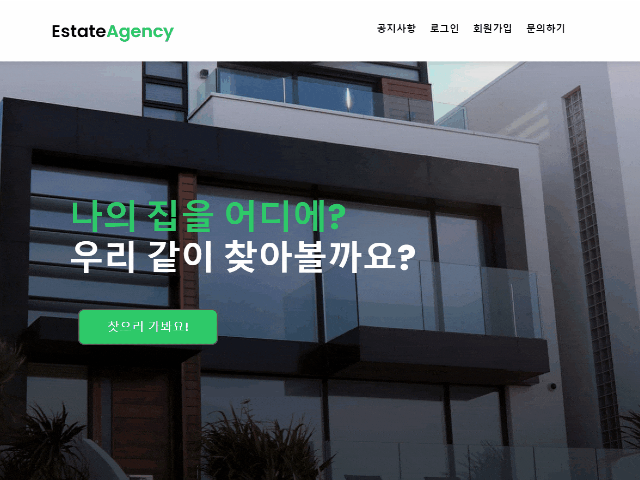 EstateAgency
공지사항 로그인 회원가입 문의하기
나의 집을 어디에?
우리 같이 찾아볼까요?
찾으러 가봐요!